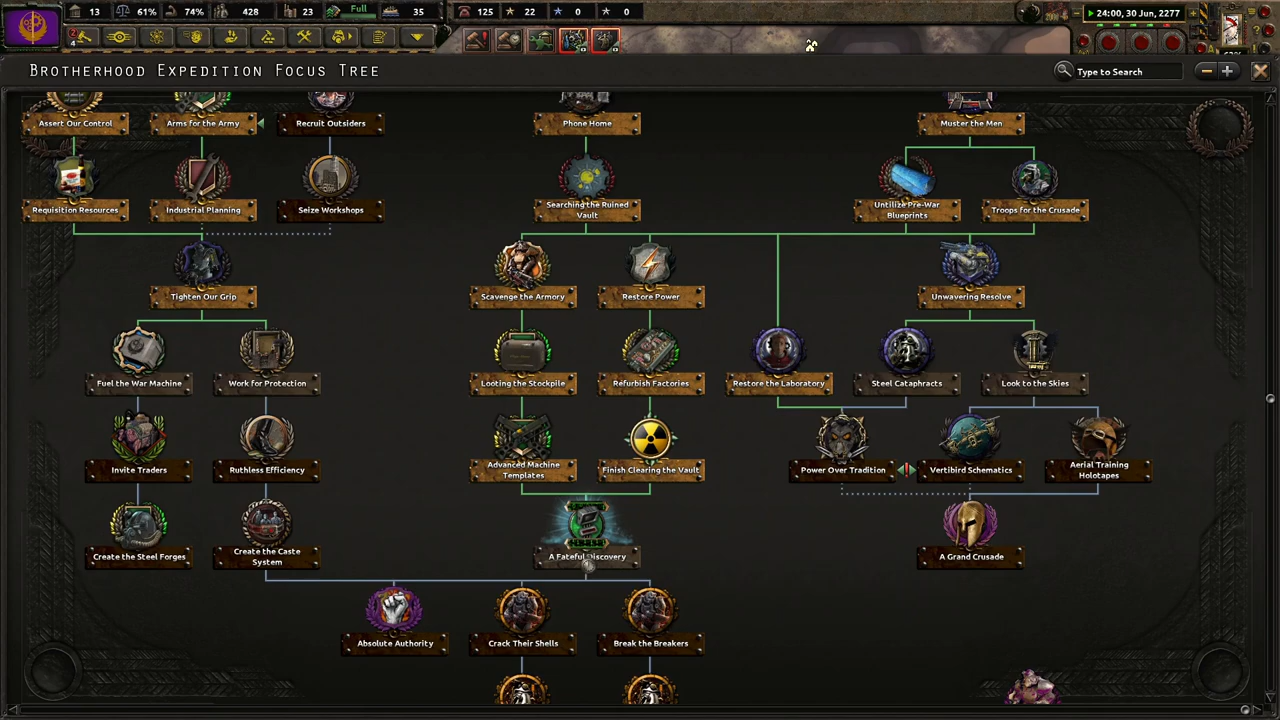 13 61% 74% 428 23 Full 35 125 22 0 0 24:00, 30 Jun, 2277
Brotherhood Expedition Focus Tree
Type to Search
Assert Our Control
Arms for the Army
Recruit Outsiders
Phone Home
Muster the Men
Requisition Resources
Industrial Planning
Seize Workshops
Searching the Ruined
Vault
Untilize Pre-War
Blueprints
Troops for the Crusade
Tighten Our Grip
Scavenge the Armory
Restore Power
Unwavering Resolve
Fuel the War Machine
Work for Protection
Looting the Stockpile
Refurbish Factories
Restore the Laboratory
Steel Cataphracts
Look to the Skies
Invite Traders
Ruthless Efficiency
Advanced Machine
Templates
Finish Clearing the Vault
Power Over Tradition
Vertibird Schematics
Aerial Training
Holotapes
Create the Steel Forges
Create the Caste
System
A Fateful Discovery
A Grand Crusade
Absolute Authority
Crack Their Shells
Break the Breakers